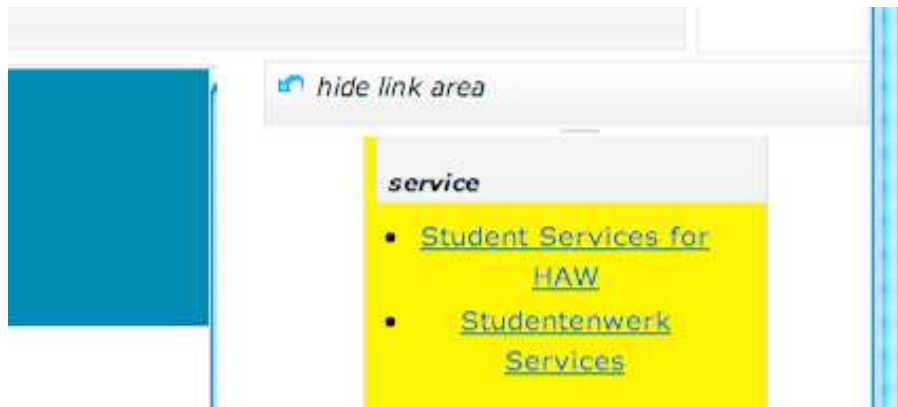 hide link area
service
Student Services for
HAW
Studentenwerk
Services